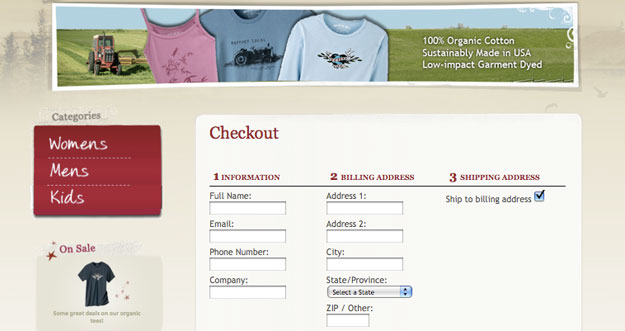 100% Organic Cotton
Sustainably Made in USA
Low-impact Garment Dyed
Categories
Womens
Mens
Kids
On Sale
Some great deals on our organic
tees!
Checkout
1 INFORMATION
Full Name:
Email:
Phone Number:
Company:
2 BILLING ADDRESS
Address 1:
Address 2:
City:
State/Province:
Select a State
ZIP / Other:
3 SHIPPING ADDRESS
Ship to billing address